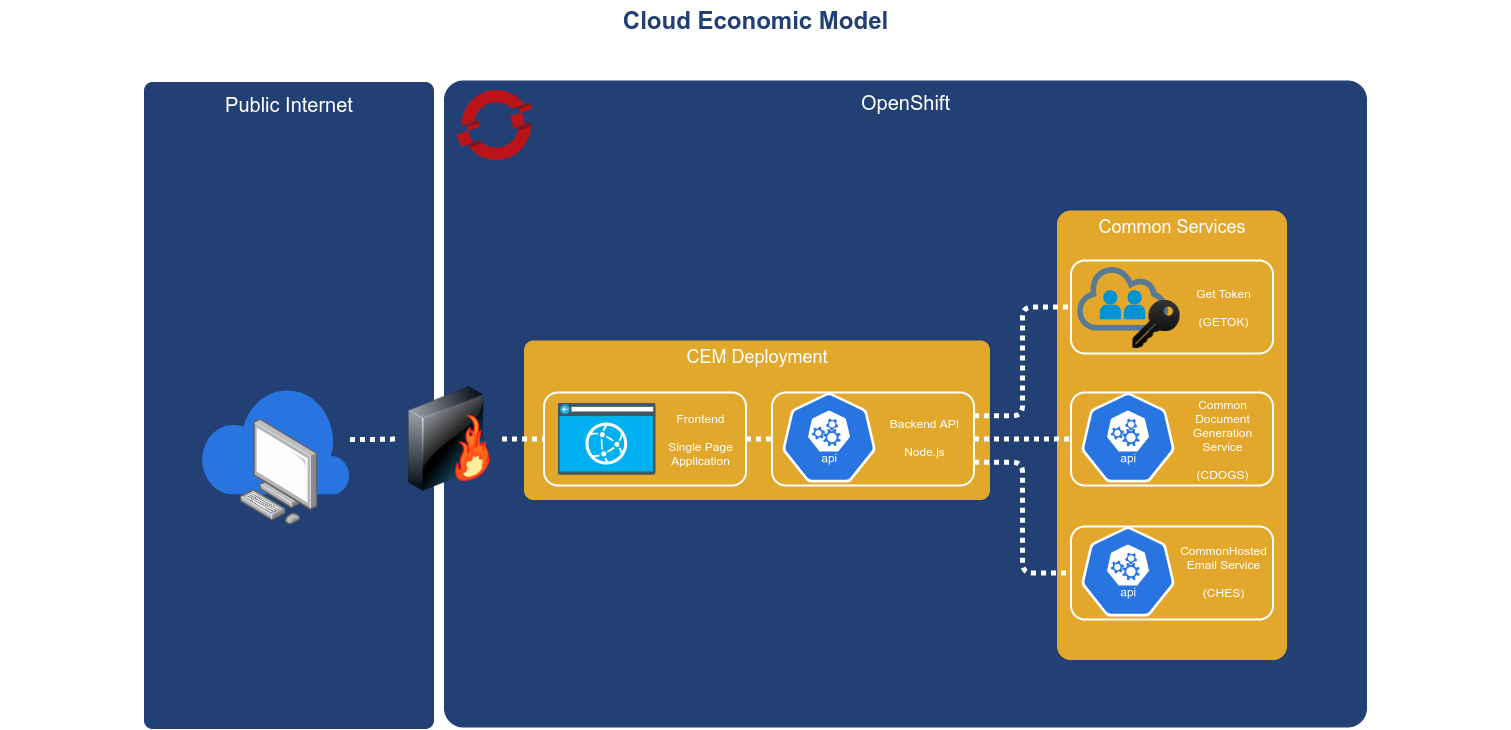 Cloud Economic Model
Public Internet
OpenShift
Common Services
Get Token
(GETOK)
CEM Deployment
Frontend
Single Page
Application
api
Backend API
Node.js
api
Common
Document
Generation
Service
(CDOGS)
api
CommonHosted
Email Service
(CHES)